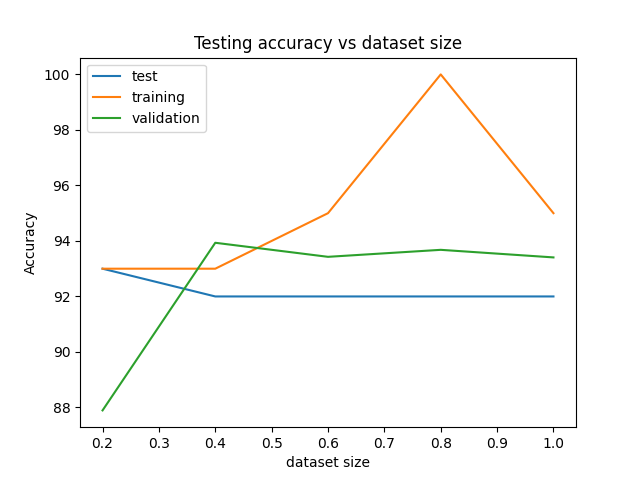 Testing accuracy vs dataset size
test
training
validation
Accuracy
100
98
96
94
92
90
88
0.2 0.3 0.4 0.5 0.6 0.7 0.8 0.9 1.0
dataset size